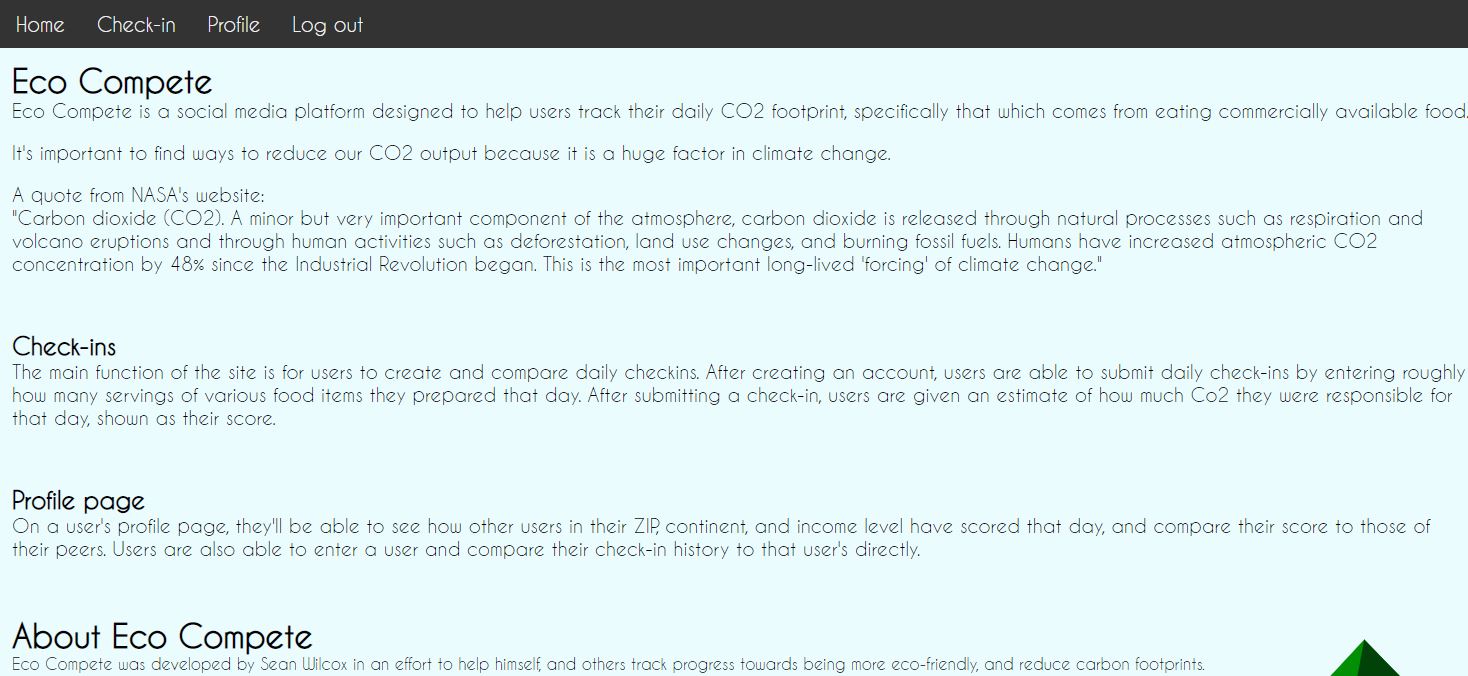 Home Check-in Profile Log out
Eco Compete
Eco Compete is a social media platform designed to help users track their daily CO2 footprint, specifically that which comes from eating commercially available food.
It's important to find ways to reduce our CO2 output because it is a huge factor in climate change.
A quote from NASA's website:
"Carbon dioxide (CO2). A minor but very important component of the atmosphere, carbon dioxide is released through natural processes such as respiration and
volcano eruptions and through human activities such as deforestation, land use changes, and burning fossil fuels. Humans have increased atmospheric CO2
concentration by 48% since the Industrial Revolution began. This is the most important long-lived 'forcing' of climate change."
Check-ins
The main function of the site is for users to create and compare daily checkins. After creating an account, users are able to submit daily check-ins by entering roughly
how many servings of various food items they prepared that day. After submitting a check-in, users are given an estimate of how much Co2 they were responsible for
that day, shown as their score.
Profile page
On a user's profile page, they'll be able to see how other users in their ZIP, continent, and income level have scored that day, and compare their score to those of
their peers. Users are also able to enter a user and compare their check-in history to that user's directly.
About Eco Compete
Eco Compete was developed by Sean Wilcox in an effort to help himself, and others track progress towards being more eco-friendly, and reduce carbon footprints.